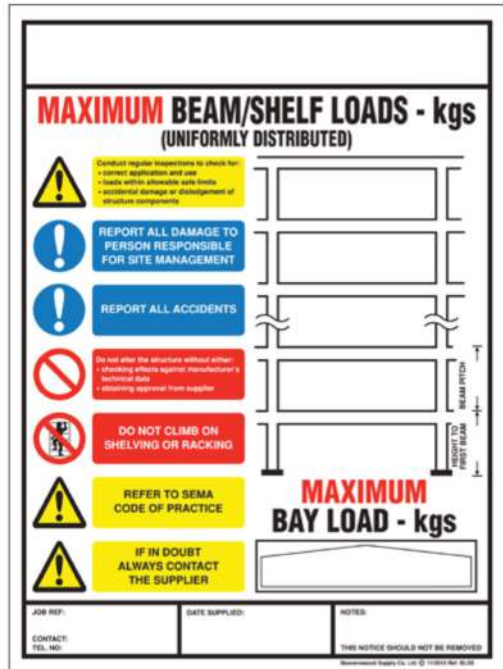 MAXIMUM BEAM/SHELF LOADS - kgs
(UNIFORMLY DISTRIBUTED)
Conduct regular inspections to check for:
• correct application and use
• loads within allowable safe limits
• accidental damage or dislodgement of
structure components
REPORT ALL DAMAGE TO
PERSON RESPONSIBLE
FOR SITE MANAGEMENT
REPORT ALL ACCIDENTS
Do not alter the structure without either:
• checking effects against manufacturer's
technical data
• obtaining approval from supplier
DO NOT CLIMB ON
SHELVING OR RACKING
REFER TO SEMA
CODE OF PRACTICE
IF IN DOUBT
ALWAYS CONTACT
THE SUPPLIER
BEAM PITCH
HEIGHT TO
FIRST BEAM
MAXIMUM
BAY LOAD - kgs
JOB REF:
CONTACT:
TEL. NO:
DATE SUPPLIED:
NOTES:
THIS NOTICE SHOULD NOT BE REMOVED
Supply Co. Ltd ©